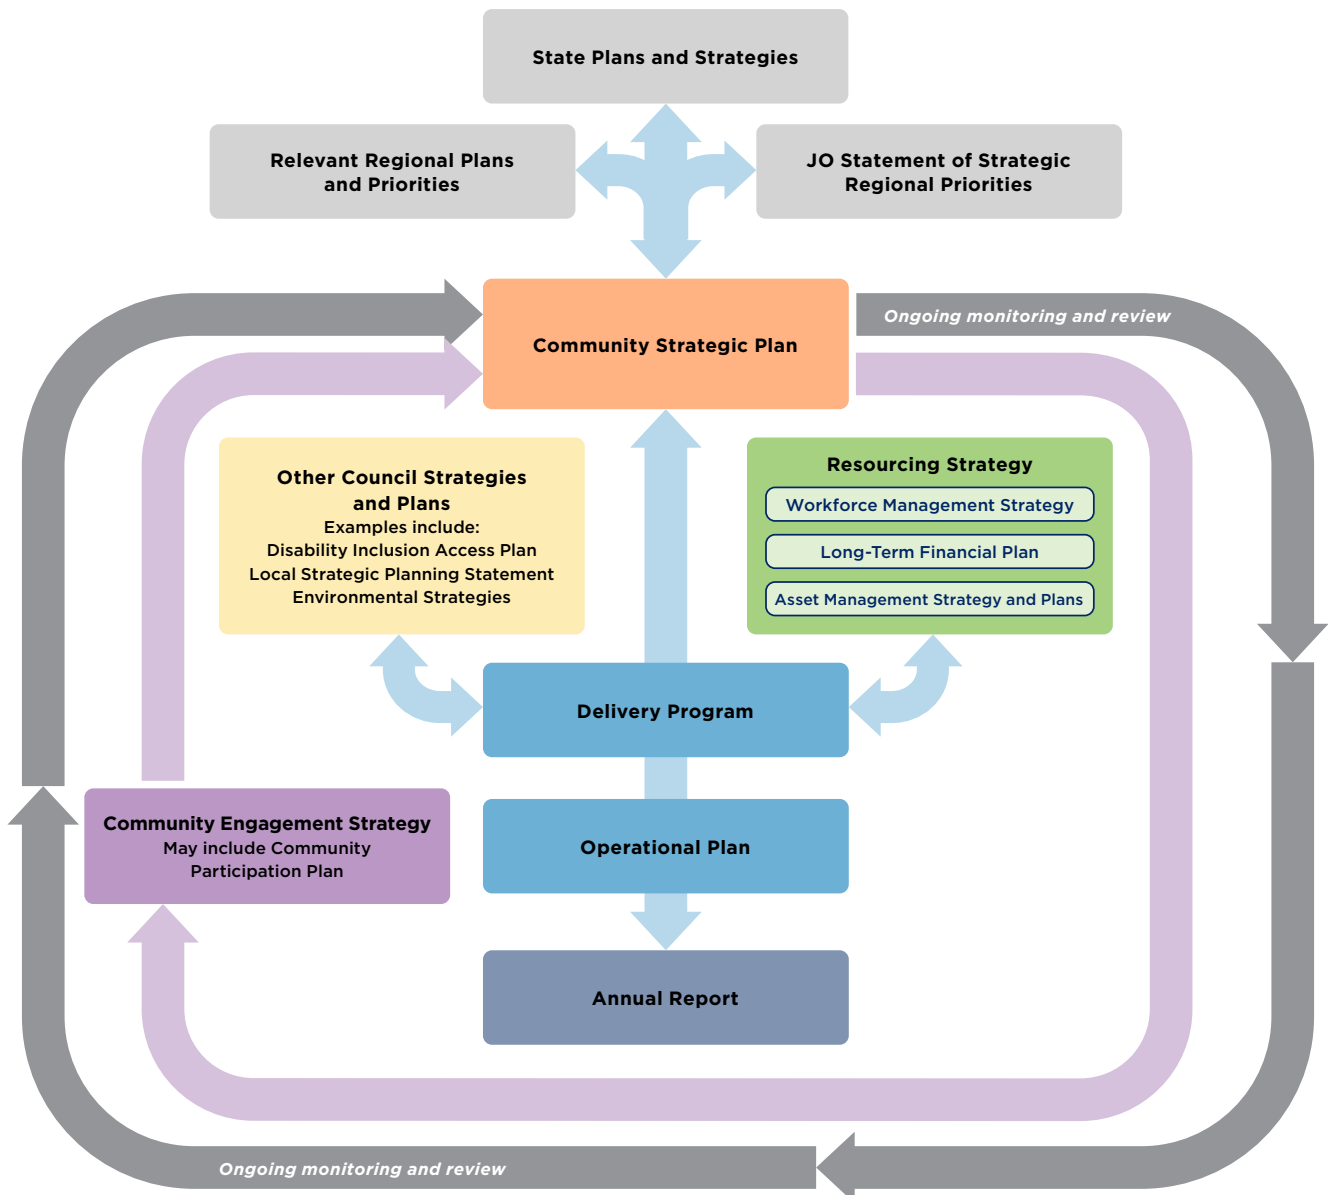 State Plans and Strategies
Relevant Regional Plans
and Priorities
JO Statement of Strategic
Regional Priorities
Ongoing monitoring and review
Community Strategic Plan
Other Council Strategies
and Plans
Examples include:
Disability Inclusion Access Plan
Local Strategic Planning Statement
Environmental Strategies
Resourcing Strategy
Workforce Management Strategy
Long-Term Financial Plan
Asset Management Strategy and Plans
Delivery Program
Community Engagement Strategy
May include Community
Participation Plan
Operational Plan
Annual Report
Ongoing monitoring and review